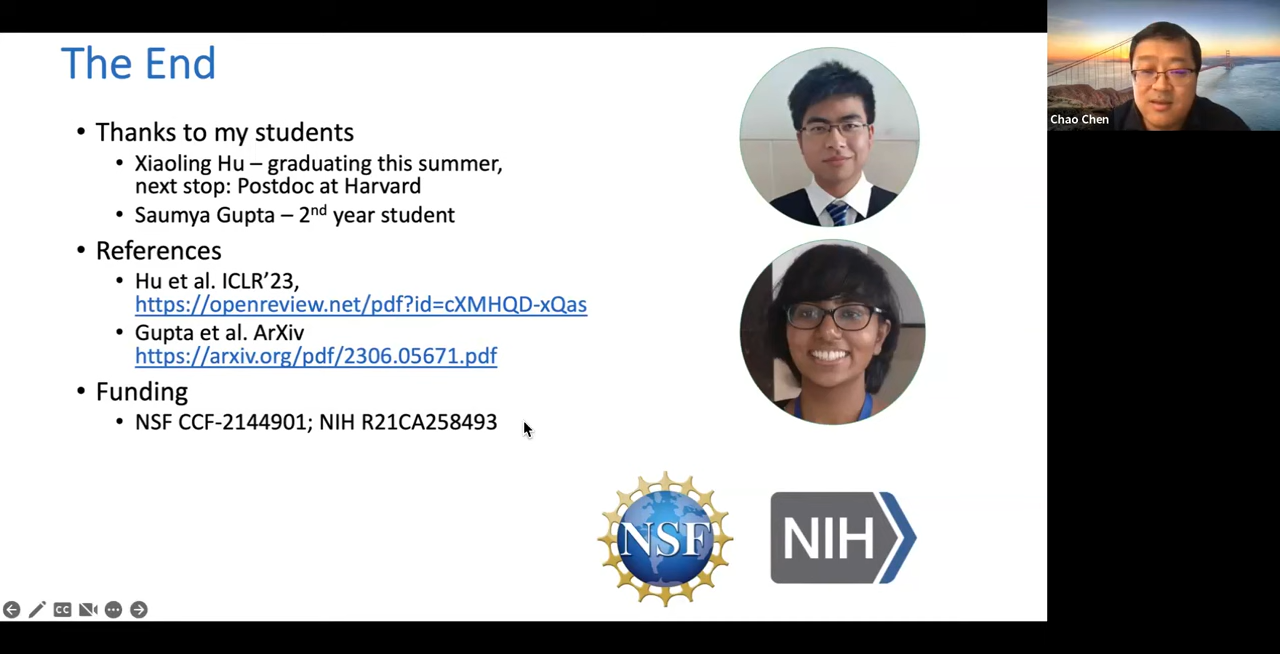 The End
• Thanks to my students
• Xiaoling Hu – graduating this summer,
next stop: Postdoc at Harvard
• Saumya Gupta – 2nd year student
• References
• Hu et al. ICLR’23,
https://openreview.net/pdf?id=cXMHQD-xQas
• Gupta et al. ArXiv
https://arxiv.org/pdf/2306.05671.pdf
• Funding
• NSF CCF-2144901; NIH R21CA258493
NSF
NIH
CC
Chao Chen